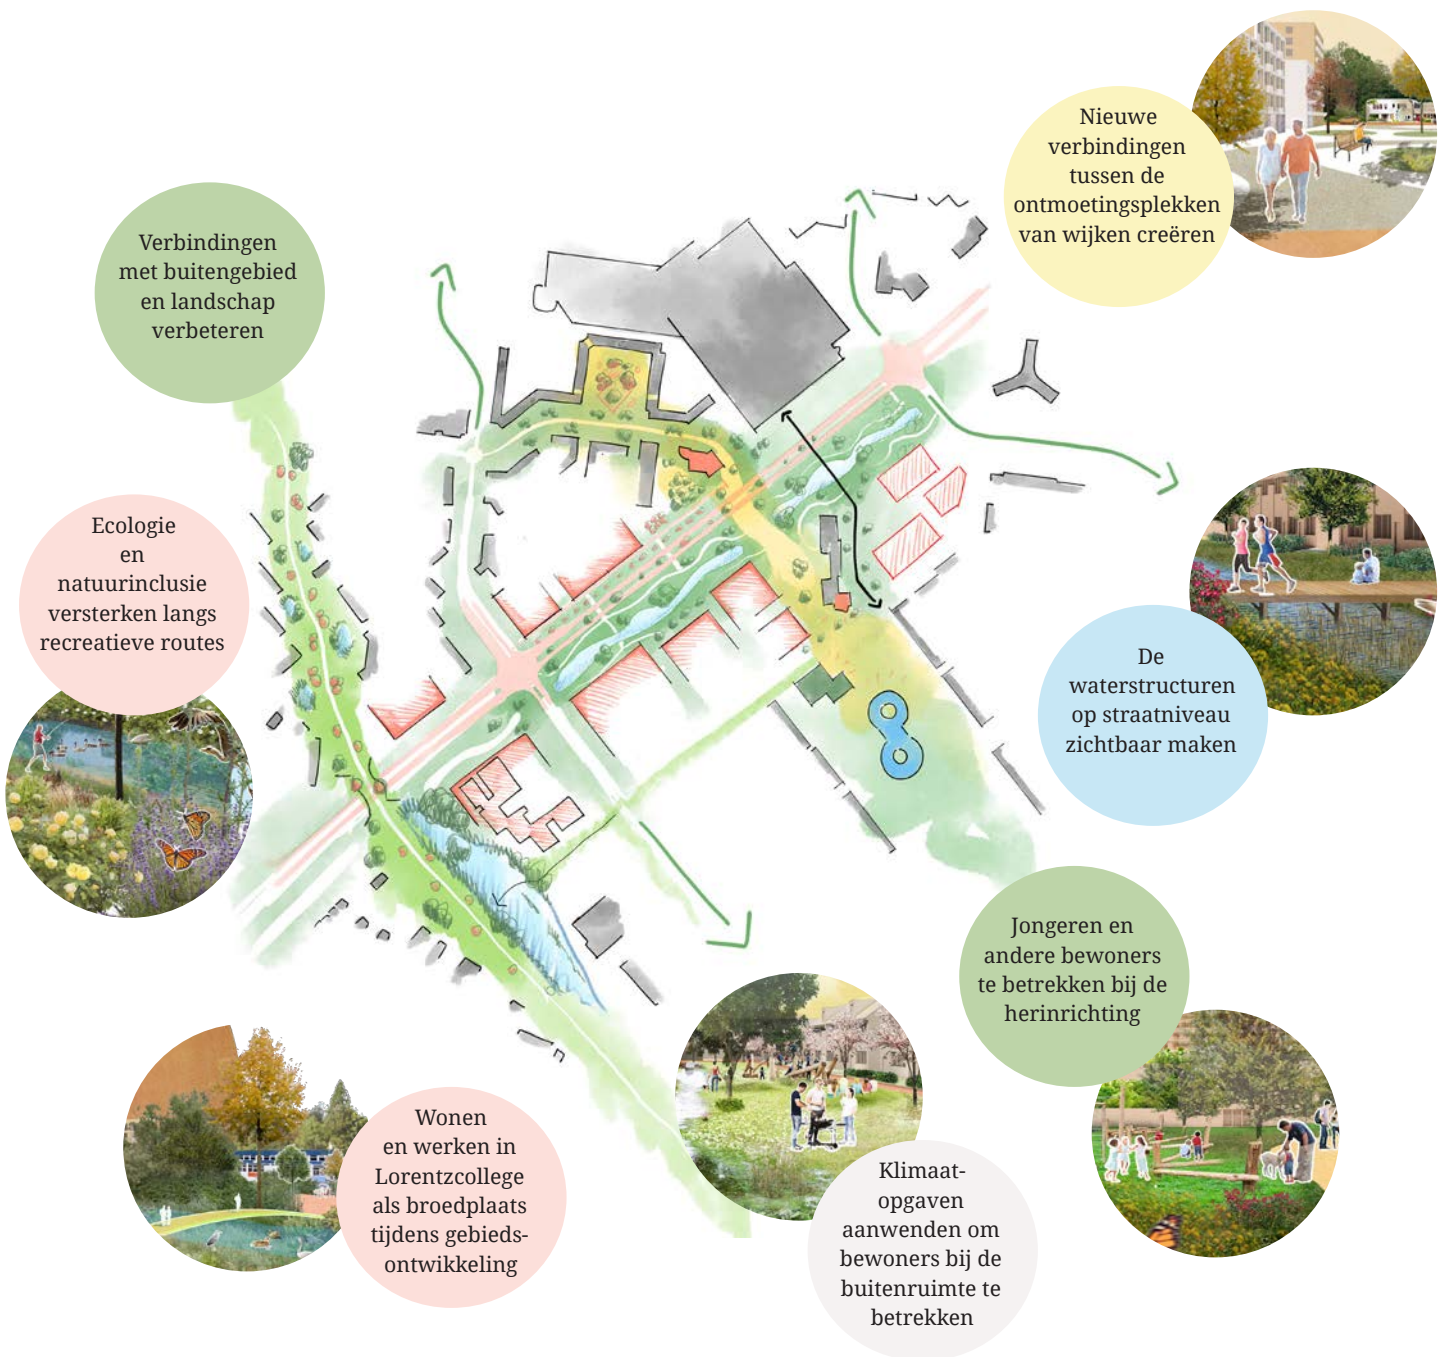 Nieuwe
verbindingen
tussen de
ontmoetingsplekken
van wijken creëren
Verbindingen
met buitengebied
en landschap
verbeteren
Ecologie
en
natuurinclusie
versterken langs
recreatieve routes
De
waterstructuren
op straatniveau
zichtbaar maken
Jongeren en
andere bewoners
te betrekken bij de
herinrichting
Wonen
en werken in
Lorentzcollege
als broedplaats
tijdens gebieds-
ontwikkeling
Klimaat-
opgaven
aanwenden om
bewoners bij de
buitenruimte te
betrekken